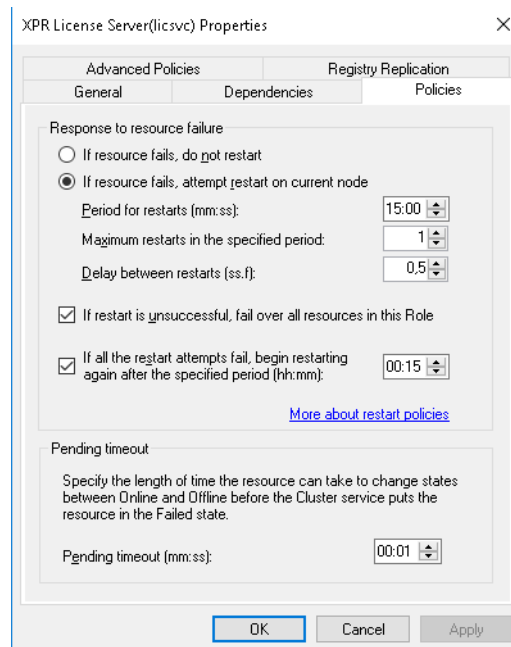 XPR License Server(licsvc) Properties
Advanced Policies
Registry Replication
General
Dependencies
Policies
Response to resource failure
If resource fails, do not restart
If resource fails, attempt restart on current node
Period for restarts (mm:ss):
15:00
Maximum restarts in the specified period:
1
Delay between restarts (ss.f):
0,5
If restart is unsuccessful, fail over all resources in this Role
If all the restart attempts fail, begin restarting
again after the specified period (hh:mm):
00:15
More about restart policies
Pending timeout
Specify the length of time the resource can take to change states
between Online and Offline before the Cluster service puts the
resource in the Failed state.
Pending timeout (mm:ss):
00:01
OK
Cancel
Apply